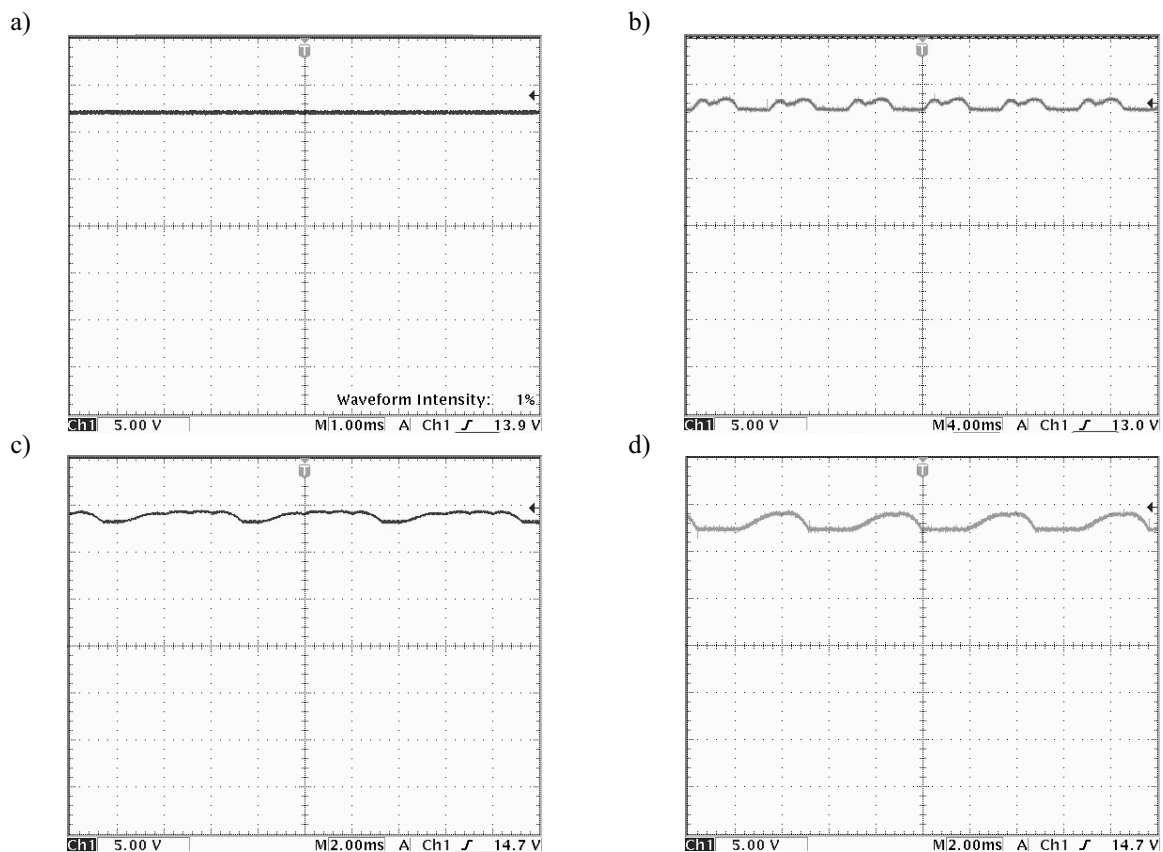 a)
b)
T
T
Waveform Intensity: 1%
Ch1 5.00 V M 1.00ms A Ch1 13.9 V
Ch1 5.00 V M 4.00ms A Ch1 13.0 V
c)
d)
T
T
Ch1 5.00 V M 2.00ms A Ch1 14.7 V
Ch1 5.00 V M 2.00ms A Ch1 14.7 V